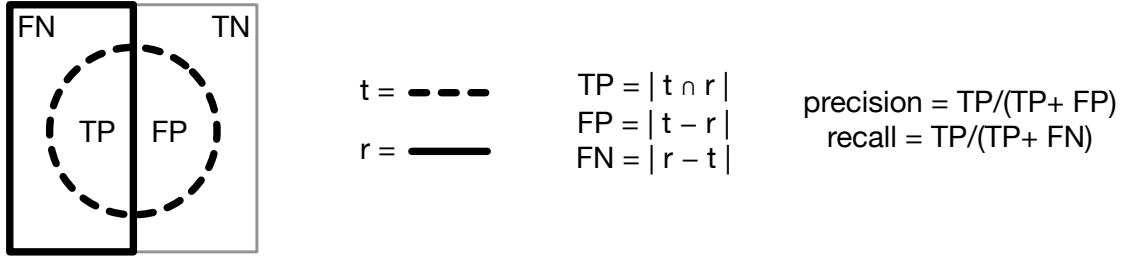 FN
TN
TP
FP
t =
r =
TP = | t ∩ r |
FP = | t – r |
FN = | r – t |
precision = TP/(TP+ FP)
recall = TP/(TP+ FN)